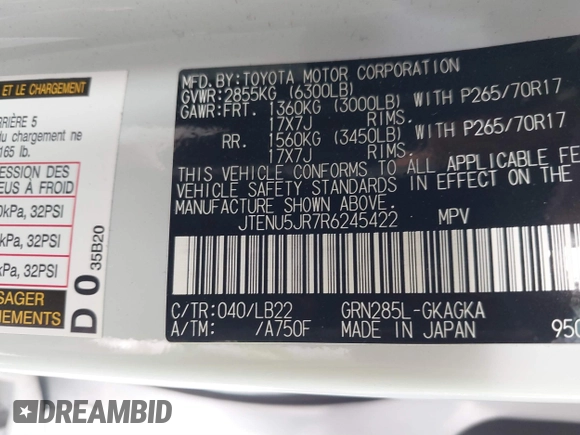 ET LE CHARGEMENT
RRIÈRE 5
du chargement ne
165 lb.
ESSION DES
EUS À FROID
0kPa, 32PSI
kPa, 32PSI
Pa, 32PSI
SAGER
NEMENTS
D 0 35B20
MFD. BY: TOYOTA MOTOR CORPORATION
GVWR: 2855KG (6300LB)
GAWR: FRT. 1360KG (3000LB) WITH P265/70R17
17X7J RIMS.
RR. 1560KG (3450LB) WITH P265/70R17
17X7J RIMS.
THIS VEHICLE CONFORMS TO ALL APPLICABLE FE
VEHICLE SAFETY STANDARDS IN EFFECT ON THE
MANUFACTURE SHOWN ABOVE.
JTENU5JR7R6245422 MPV
C/TR: 040/LB22 GRN285L-GKAGKA
A/TM: /A750F MADE IN JAPAN 950
DREAMBID